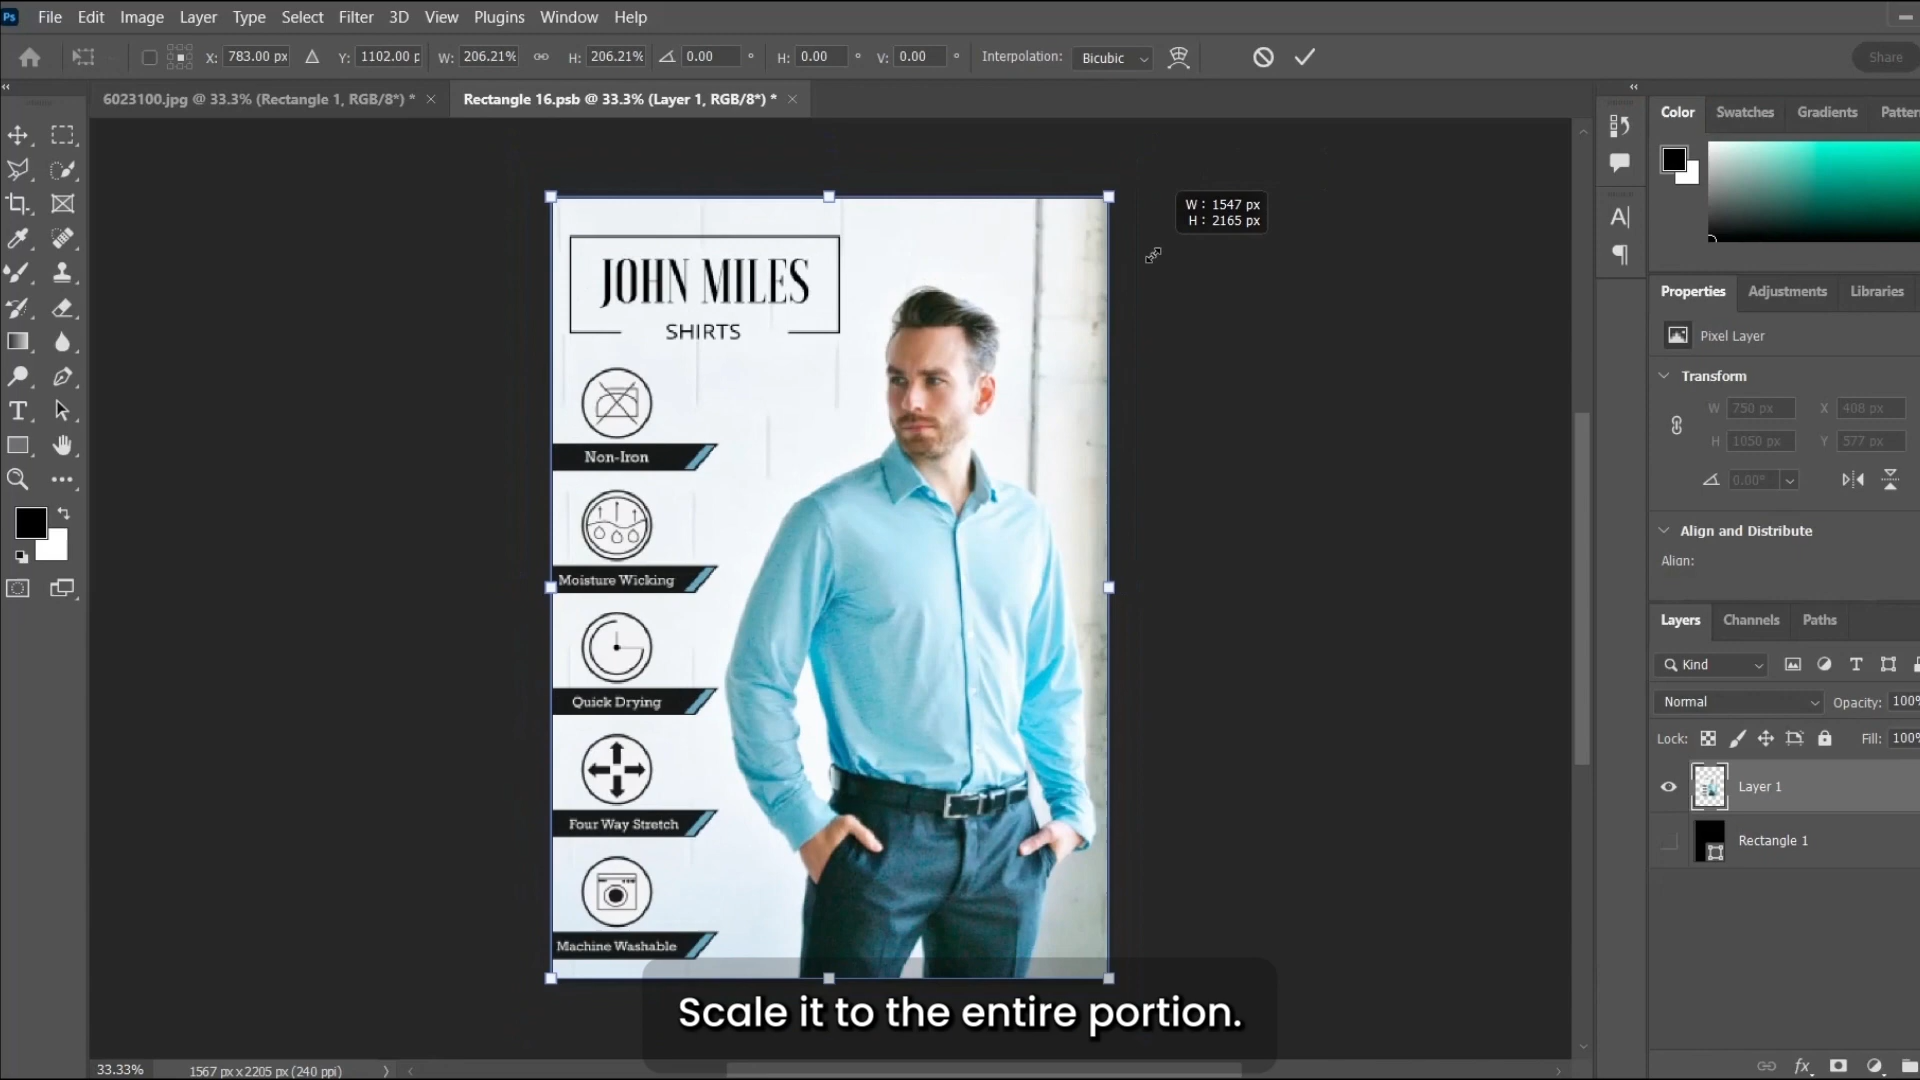 Ps File Edit Image Layer Type Select Filter 3D View Plugins Window Help
X: 783.00 px Y: 1102.00 p W: 206.21% H: 206.21% 0.00 ° H: 0.00 ° V: 0.00 ° Interpolation: Bicubic Share
6023100.jpg @ 33.3% (Rectangle 1, RGB/8*) * Rectangle 16.psb @ 33.3% (Layer 1, RGB/8*) *
Color Swatches Gradients Pattern
W: 1547 px
H: 2165 px
JOHN MILES
SHIRTS
Non-Iron
Moisture Wicking
Quick Drying
Four Way Stretch
Machine Washable
Properties Adjustments Libraries
Pixel Layer
Transform
W 750 px X 408 px
H 1050 px Y 577 px
0.00°
Align and Distribute
Align:
Layers Channels Paths
Kind
Normal Opacity: 100%
Lock: Fill: 100%
Layer 1
Rectangle 1
fx
Scale it to the entire portion.
33.33% 1567 px x 2205 px (240 ppi)